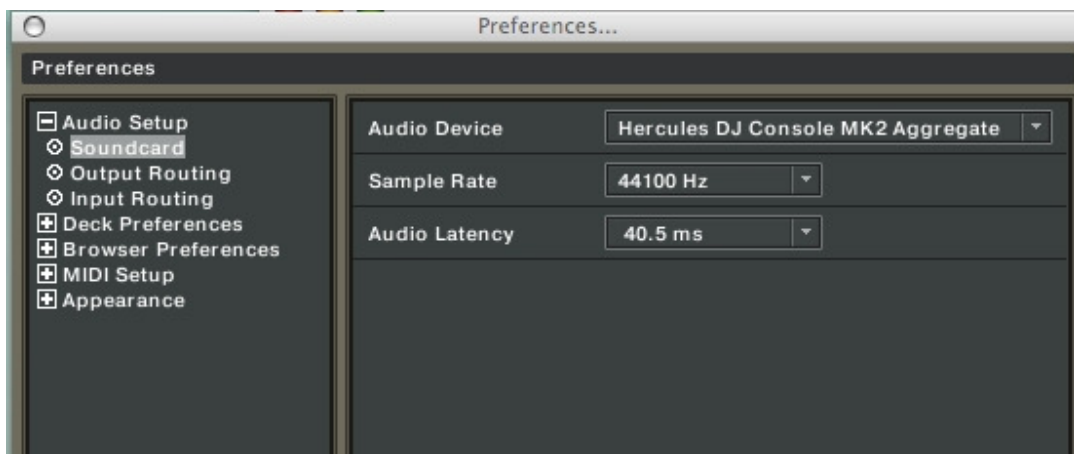 Preferences...
Preferences
Audio Setup
Soundcard
Output Routing
Input Routing
Deck Preferences
Browser Preferences
MIDI Setup
Appearance
Audio Device Hercules DJ Console MK2 Aggregate
Sample Rate 44100 Hz
Audio Latency 40.5 ms